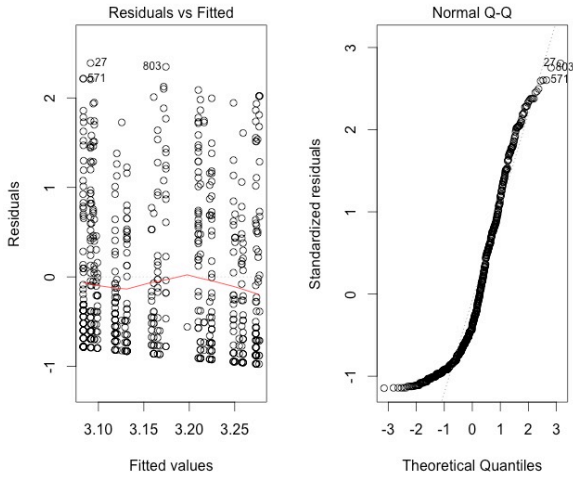 Residuals vs Fitted
Residuals
2
1
0
-1
27
571
803
3.10 3.15 3.20 3.25
Fitted values
Normal Q-Q
Standardized residuals
3
2
1
0
-1
27
803
571
-3 -2 -1 0 1 2 3
Theoretical Quantiles